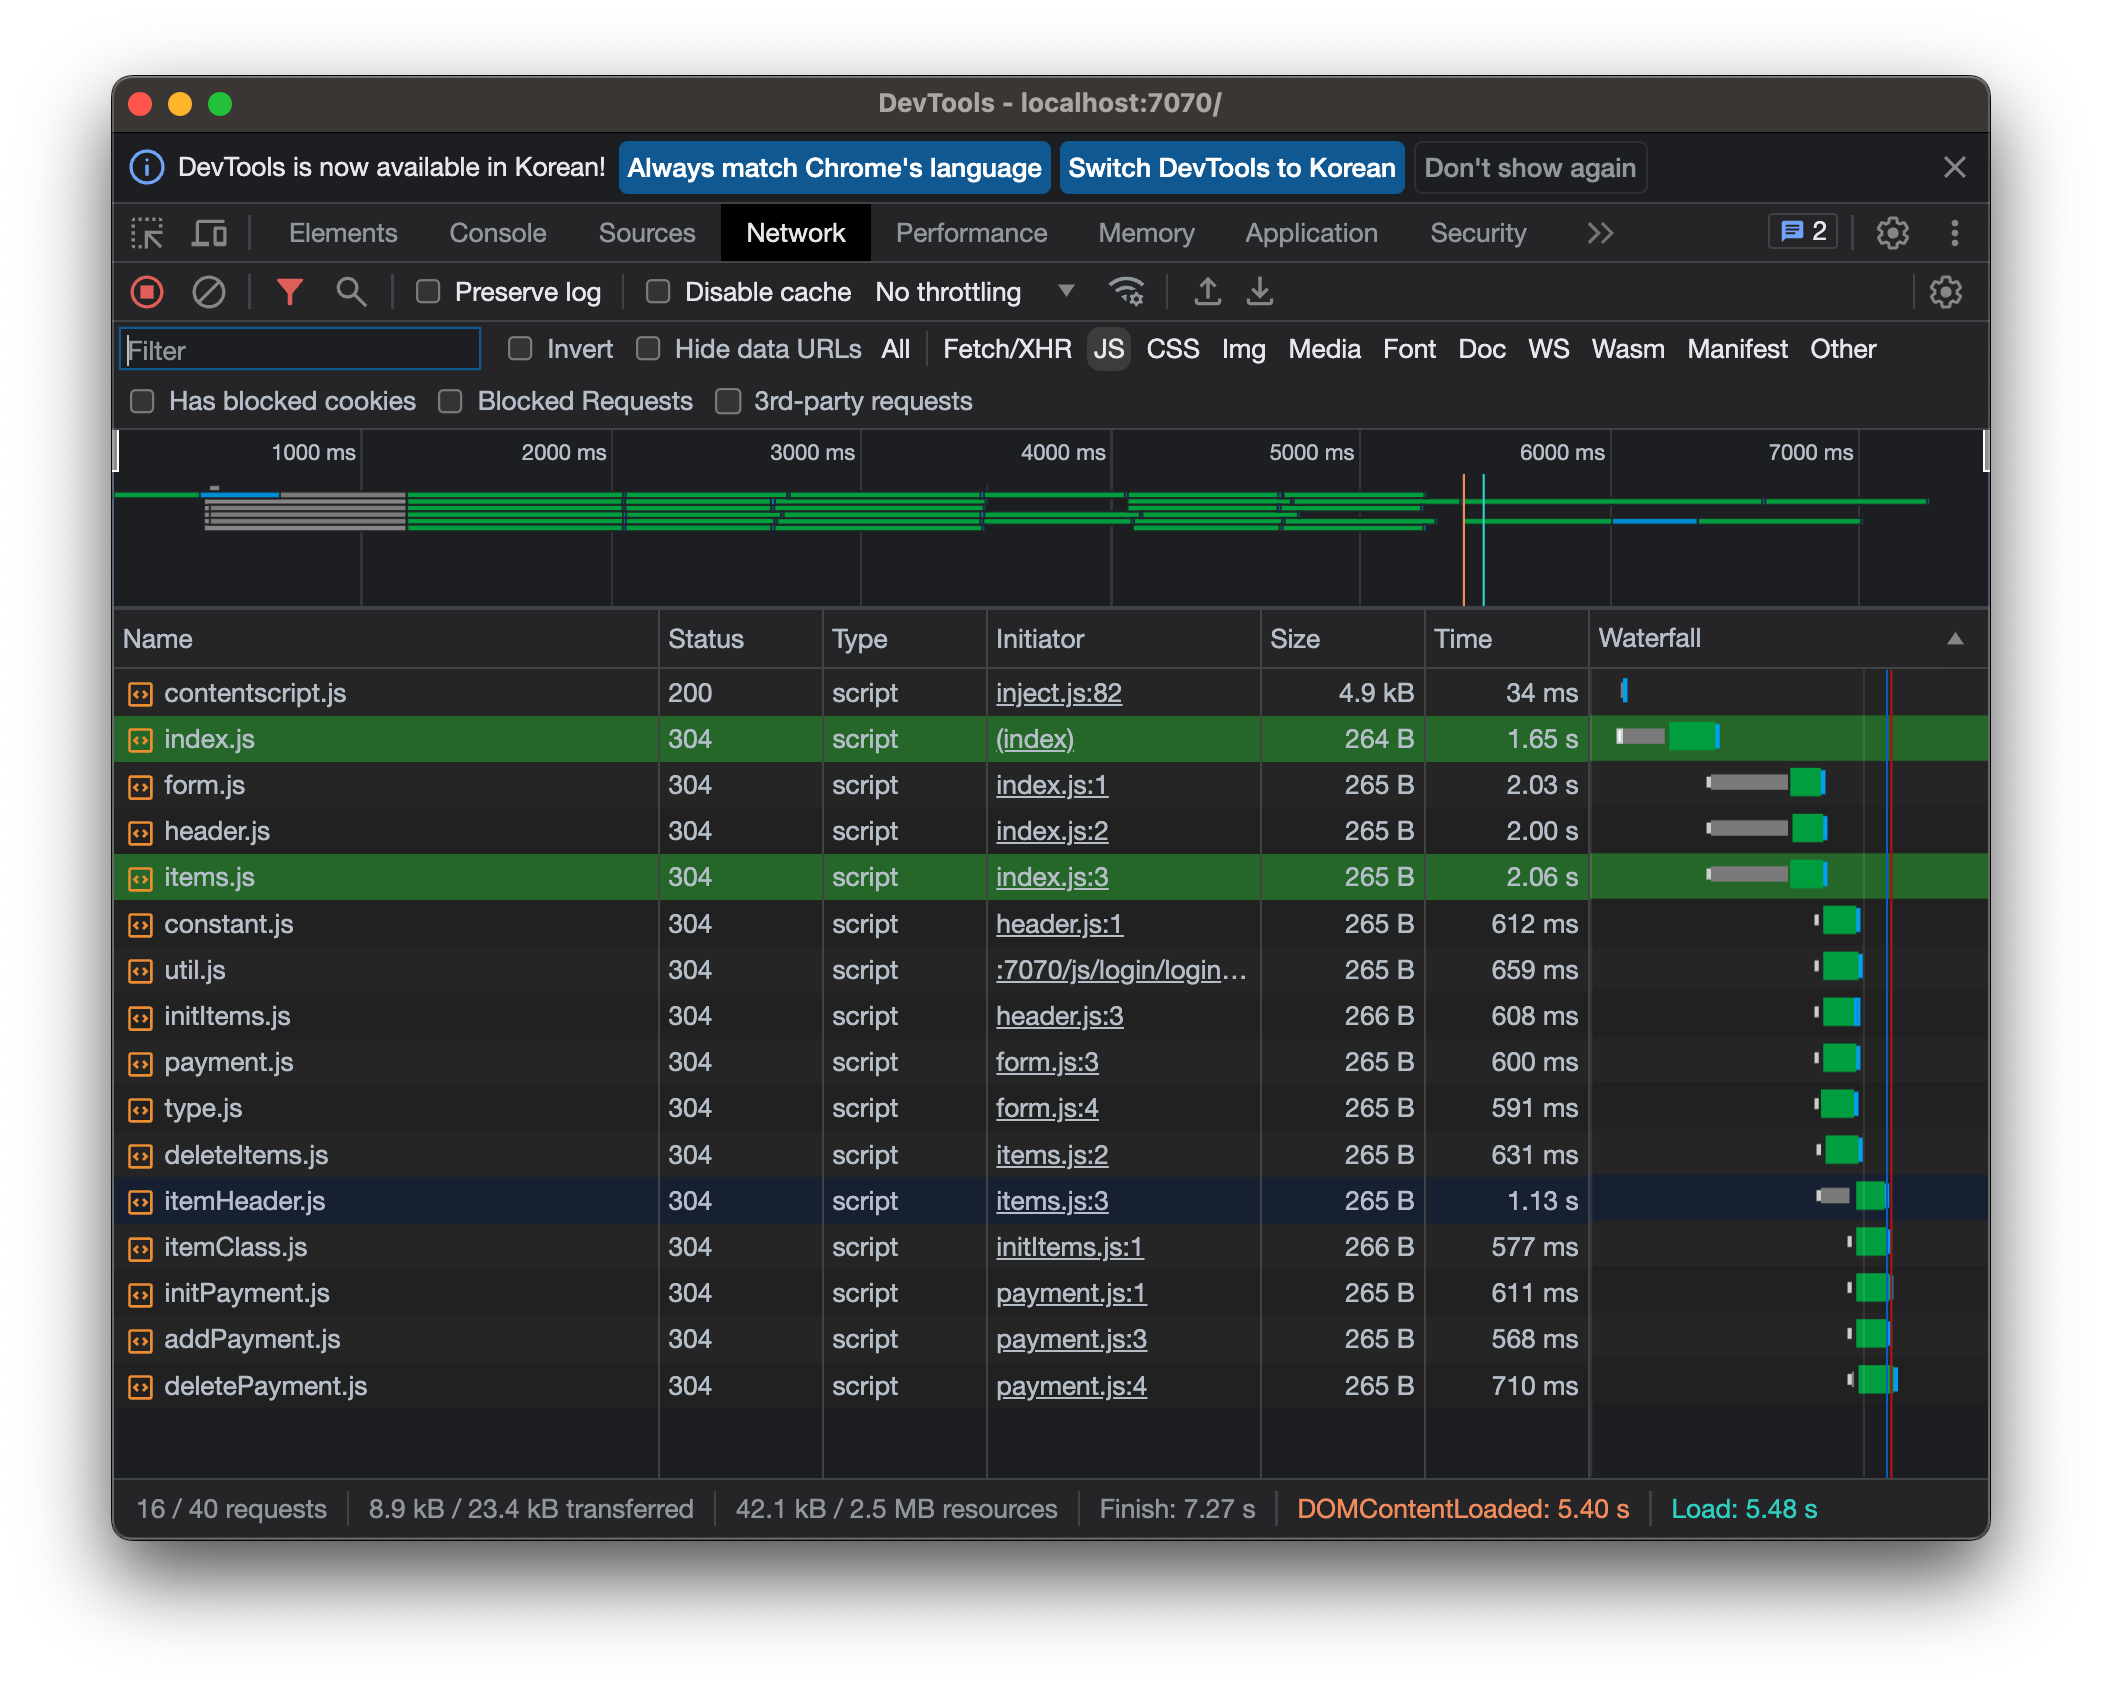 DevTools - localhost:7070/
DevTools is now available in Korean! Always match Chrome's language Switch DevTools to Korean Don't show again
Elements Console Sources Network Performance Memory Application Security 2
Preserve log Disable cache No throttling
Filter Invert Hide data URLs All Fetch/XHR JS CSS Img Media Font Doc WS Wasm Manifest Other
Has blocked cookies Blocked Requests 3rd-party requests
1000 ms 2000 ms 3000 ms 4000 ms 5000 ms 6000 ms 7000 ms
Name Status Type Initiator Size Time Waterfall
contentscript.js 200 script inject.js:82 4.9 kB 34 ms
index.js 304 script (index) 264 B 1.65 s
form.js 304 script index.js:1 265 B 2.03 s
header.js 304 script index.js:2 265 B 2.00 s
items.js 304 script index.js:3 265 B 2.06 s
constant.js 304 script header.js:1 265 B 612 ms
util.js 304 script :7070/js/login/login… 265 B 659 ms
initItems.js 304 script header.js:3 266 B 608 ms
payment.js 304 script form.js:3 265 B 600 ms
type.js 304 script form.js:4 265 B 591 ms
deleteItems.js 304 script items.js:2 265 B 631 ms
itemHeader.js 304 script items.js:3 265 B 1.13 s
itemClass.js 304 script initItems.js:1 266 B 577 ms
initPayment.js 304 script payment.js:1 265 B 611 ms
addPayment.js 304 script payment.js:3 265 B 568 ms
deletePayment.js 304 script payment.js:4 265 B 710 ms
16 / 40 requests 8.9 kB / 23.4 kB transferred 42.1 kB / 2.5 MB resources Finish: 7.27 s DOMContentLoaded: 5.40 s Load: 5.48 s